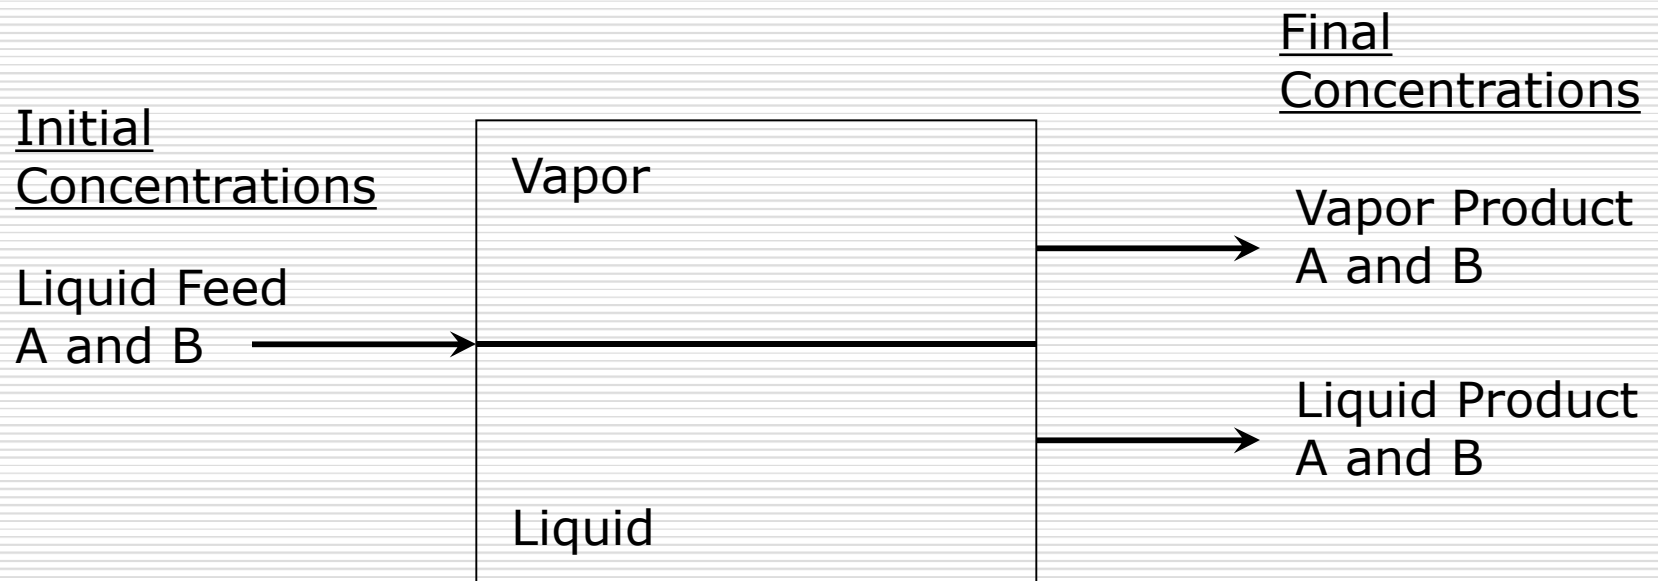 Initial
Concentrations
Liquid Feed
A and B
Vapor
Liquid
Final
Concentrations
Vapor Product
A and B
Liquid Product
A and B